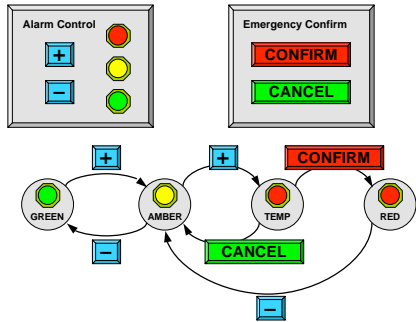 Alarm Control
Emergency Confirm
+
CONFIRM
−
CANCEL
+
+
CONFIRM
GREEN
AMBER
TEMP
RED
−
CANCEL
−